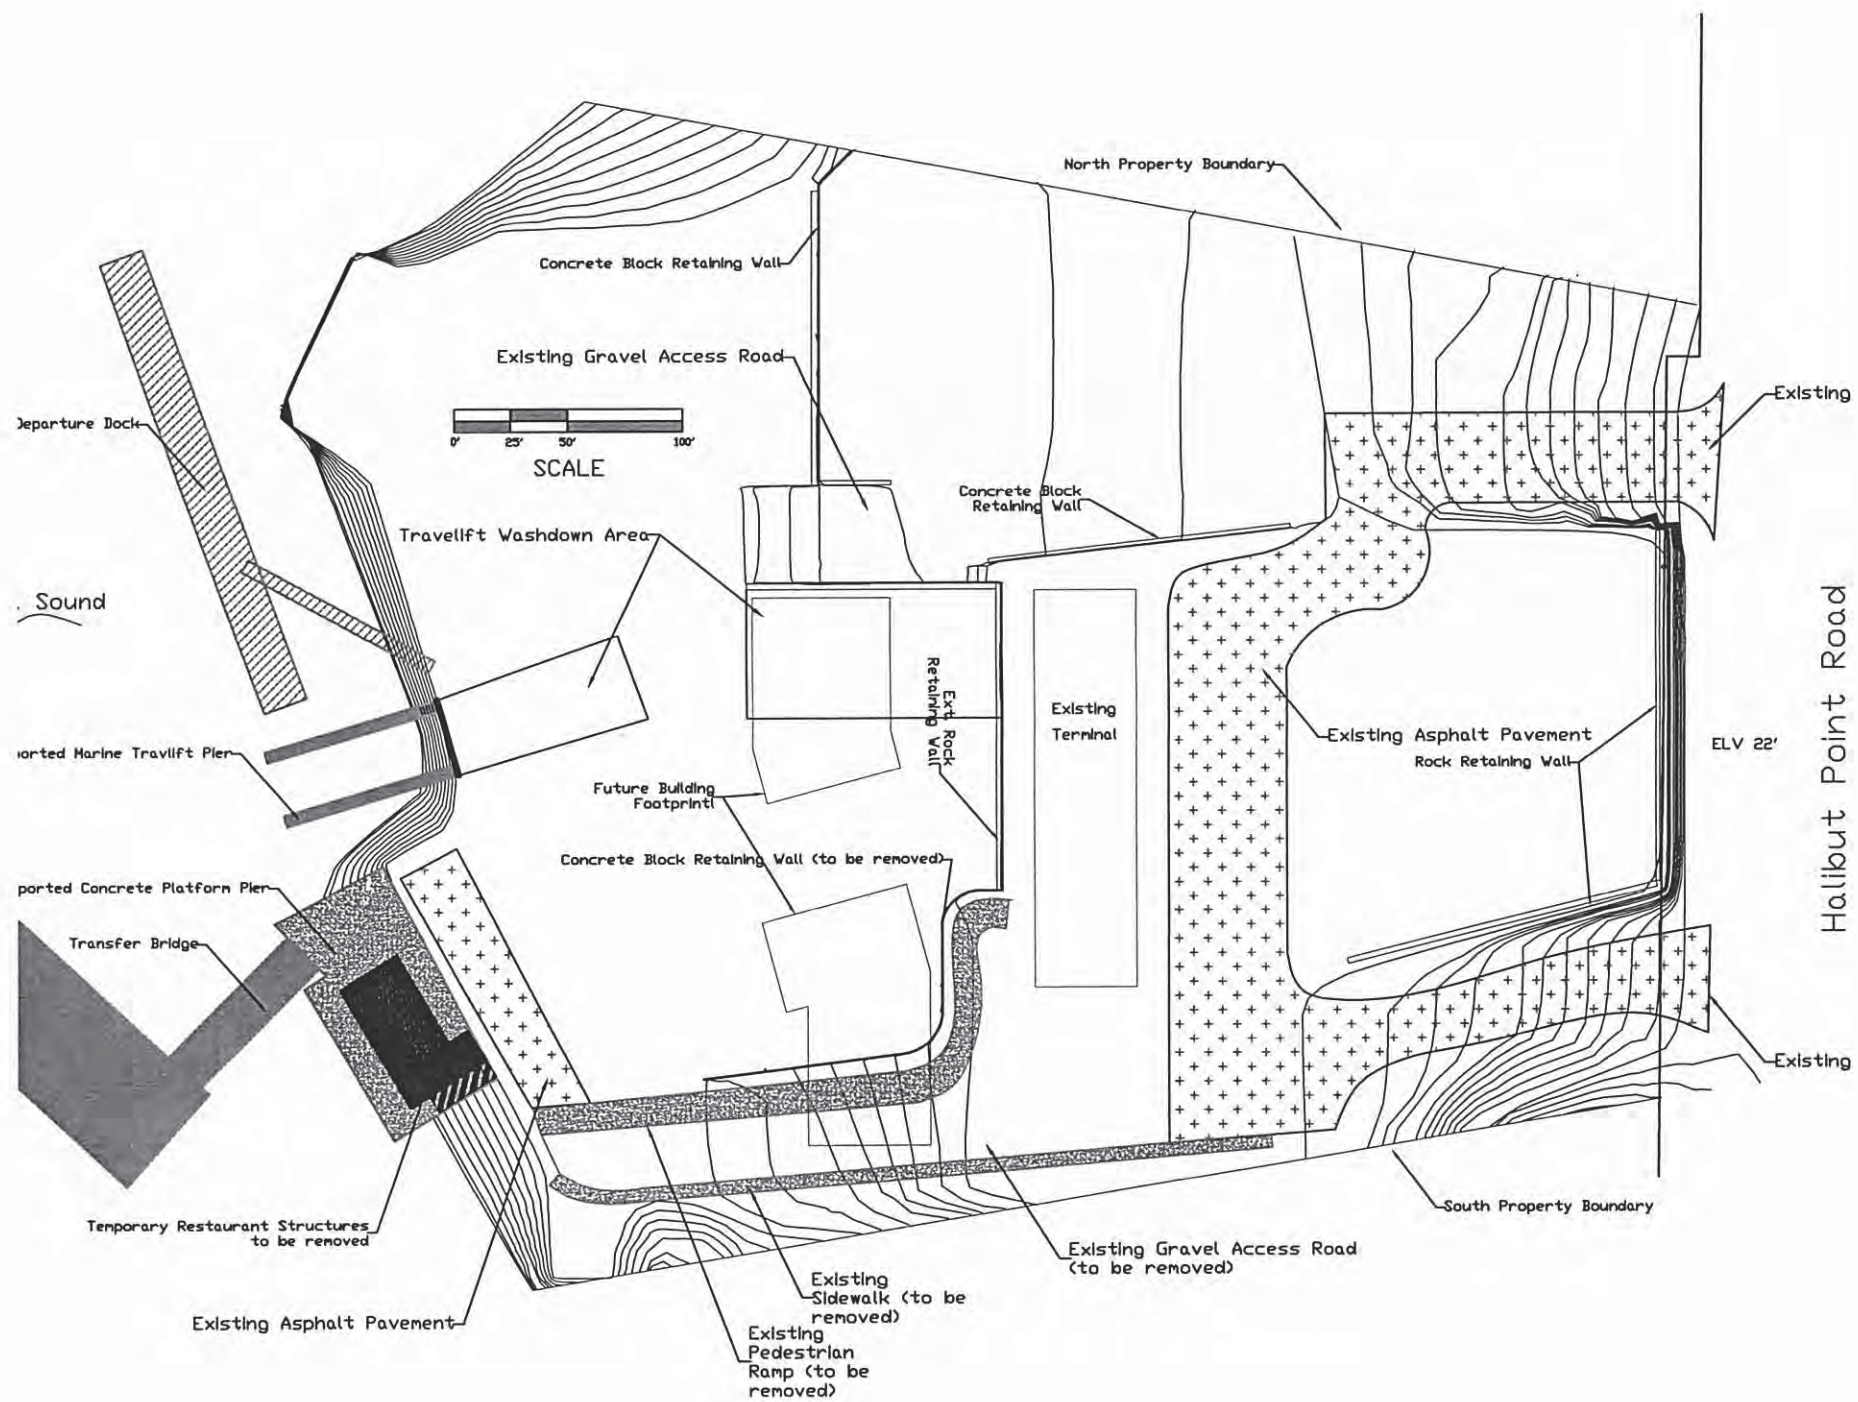 North Property Boundary
Concrete Block Retaining Wall
Existing Gravel Access Road
Existing
Departure Dock
0' 25' 50' 100'
SCALE
Concrete Block
Retaining Wall
Travelift Washdown Area
. Sound
Ext Rock
Retaining Wall
Existing
Terminal
Existing Asphalt Pavement
Rock Retaining Wall
ELV 22'
Halibut Point Road
orted Marine Travlift Pier
Future Building
Footprint
Concrete Block Retaining Wall (to be removed)
ported Concrete Platform Pier
Transfer Bridge
Existing
Temporary Restaurant Structures
to be removed
South Property Boundary
Existing Gravel Access Road
(to be removed)
Existing
Sidewalk (to be
removed)
Existing Asphalt Pavement
Existing
Pedestrian
Ramp (to be
removed)